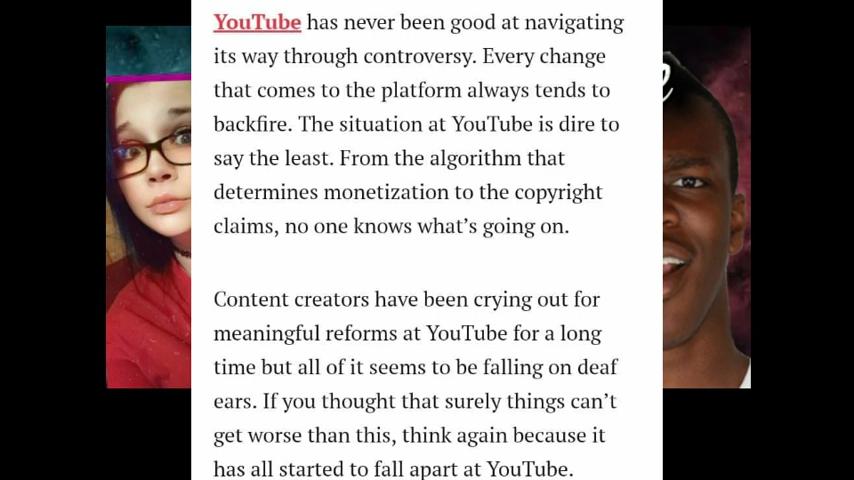 YouTube has never been good at navigating
its way through controversy. Every change
that comes to the platform always tends to
backfire. The situation at YouTube is dire to
say the least. From the algorithm that
determines monetization to the copyright
claims, no one knows what’s going on.
Content creators have been crying out for
meaningful reforms at YouTube for a long
time but all of it seems to be falling on deaf
ears. If you thought that surely things can’t
get worse than this, think again because it
has all started to fall apart at YouTube.